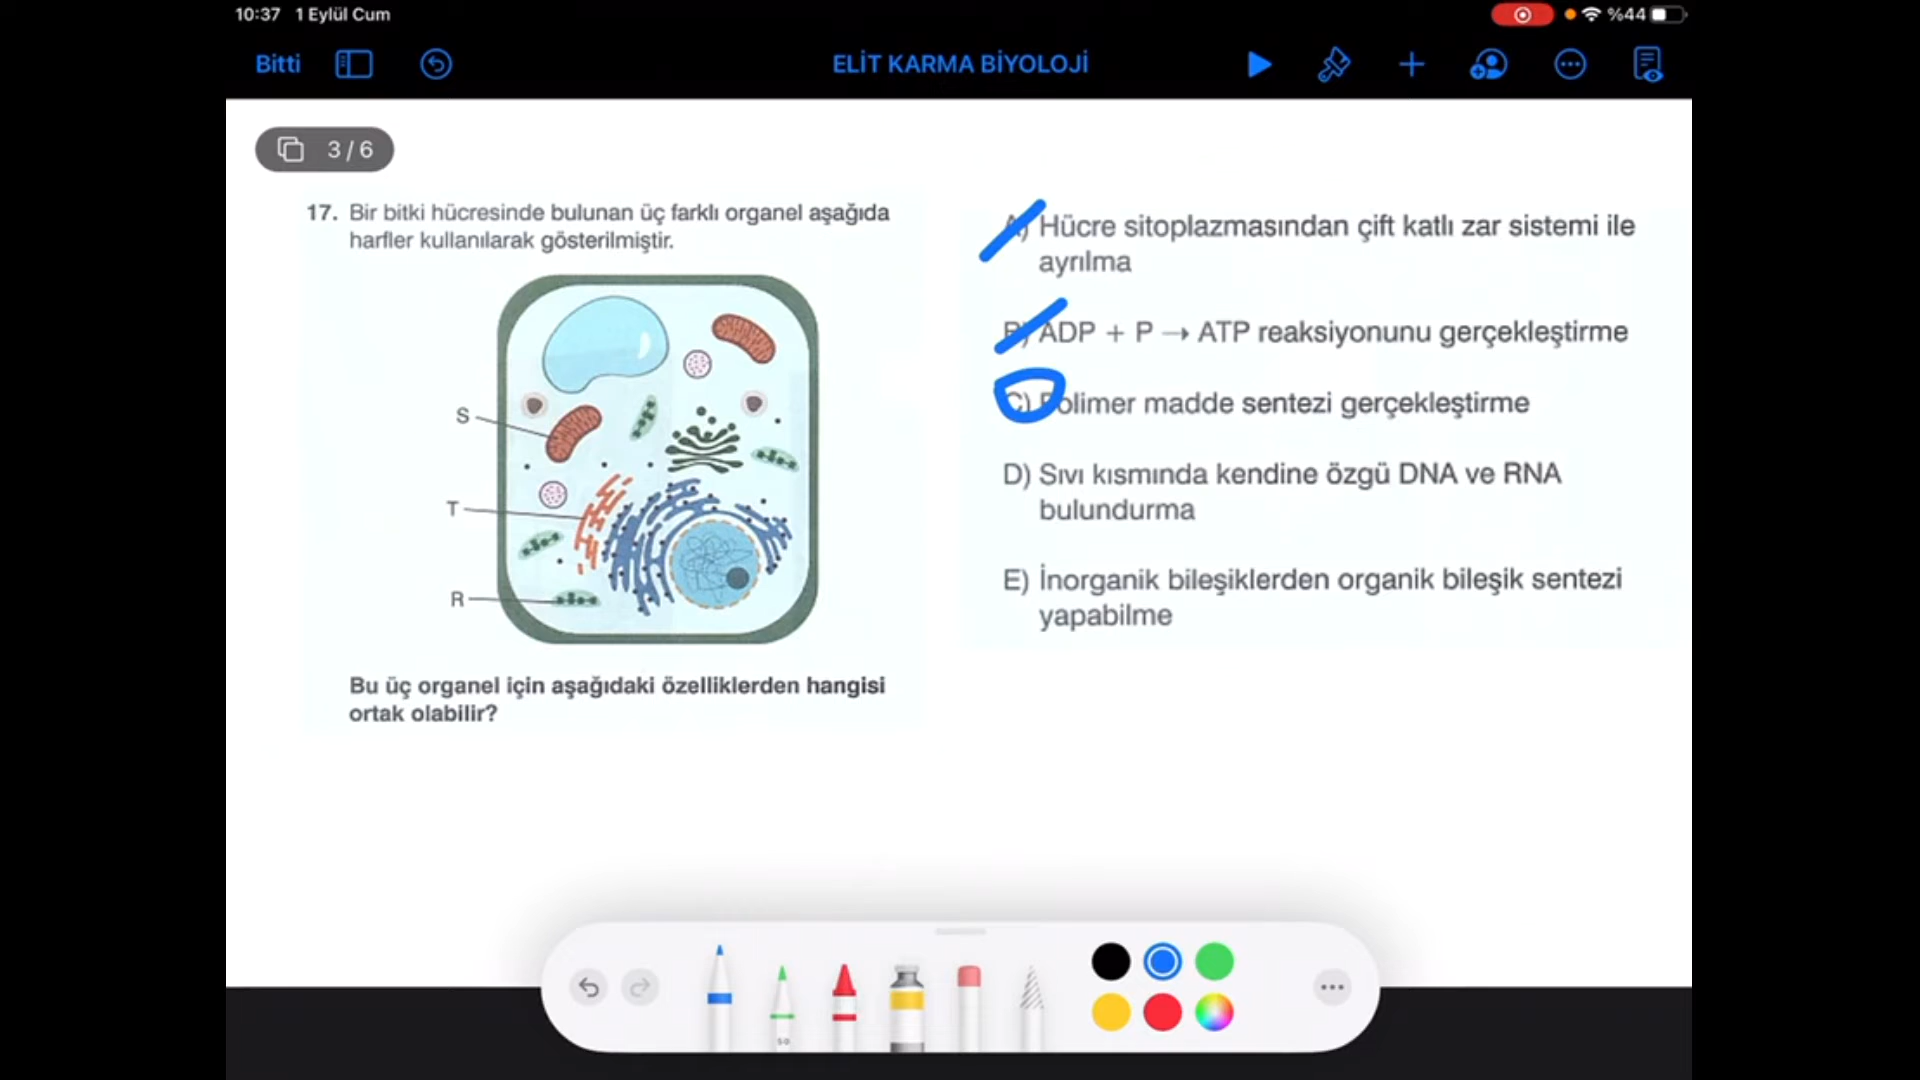 10:37 1 Eylül Cum
%44
Bitti
ELİT KARMA BİYOLOJİ
3 / 6
17. Bir bitki hücresinde bulunan üç farklı organel aşağıda
harfler kullanılarak gösterilmiştir.
S
T
R
Bu üç organel için aşağıdaki özelliklerden hangisi
ortak olabilir?
A) Hücre sitoplazmasından çift katlı zar sistemi ile
ayrılma
B) ADP + P → ATP reaksiyonunu gerçekleştirme
C) Polimer madde sentezi gerçekleştirme
D) Sıvı kısmında kendine özgü DNA ve RNA
bulundurma
E) İnorganik bileşiklerden organik bileşik sentezi
yapabilme
50